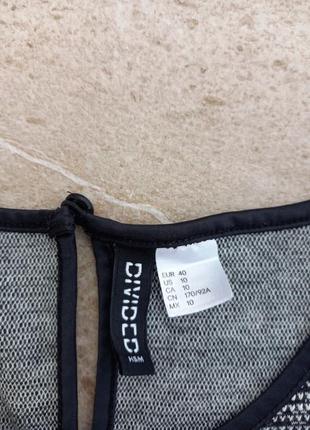 DIVIDED
H&M
EUR 40
US 10
CA 10
CN 170/92A
MX 10